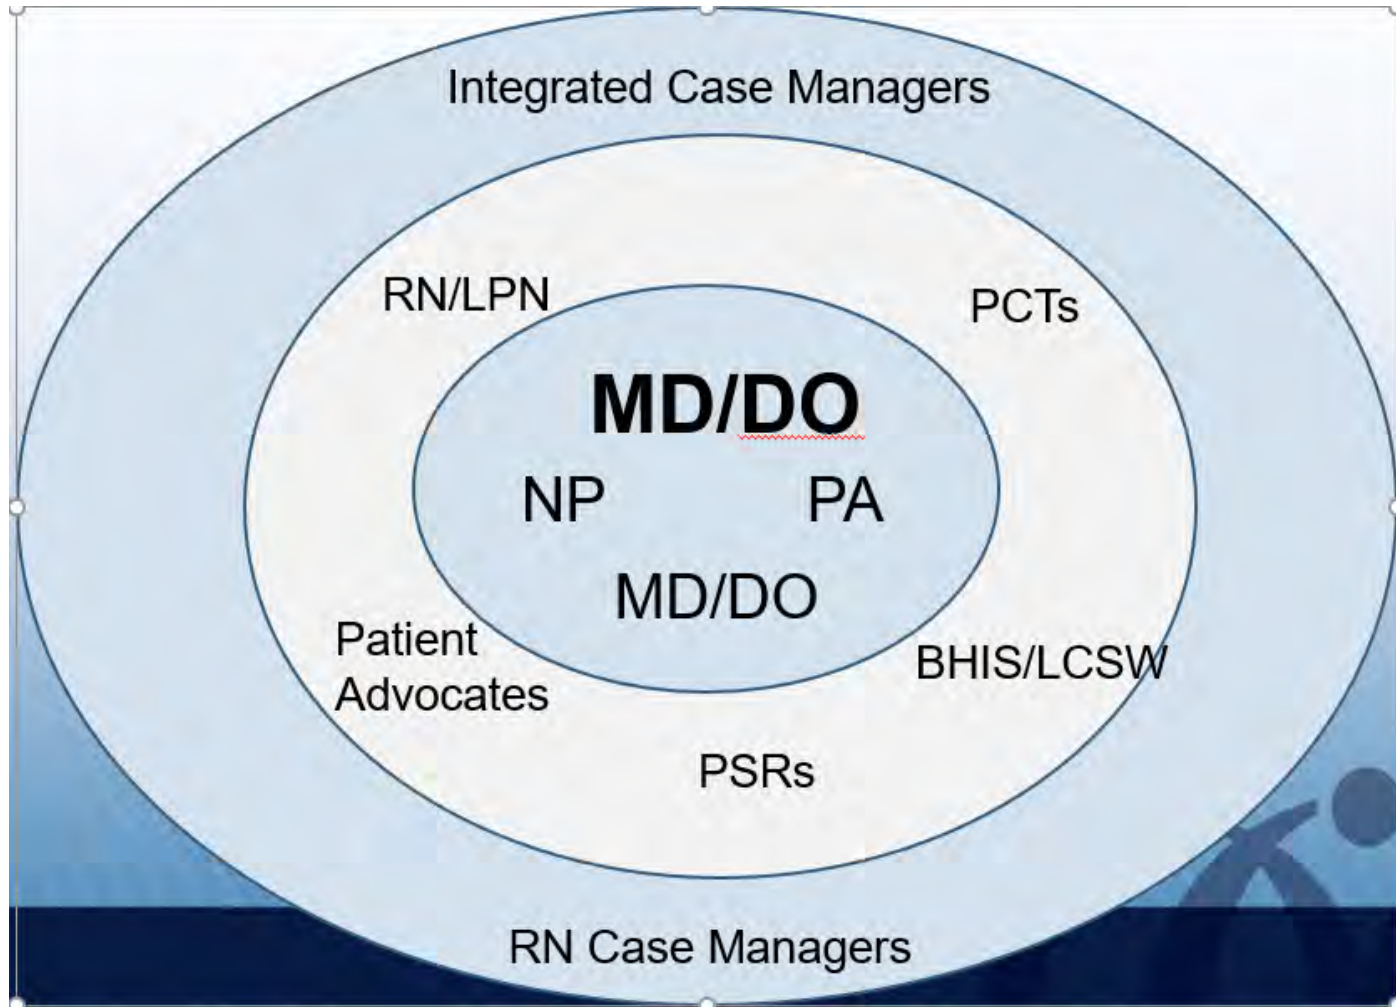 Integrated Case Managers
RN/LPN
PCTs
MD/DO
NP
PA
MD/DO
Patient
Advocates
BHIS/LCSW
PSRs
RN Case Managers